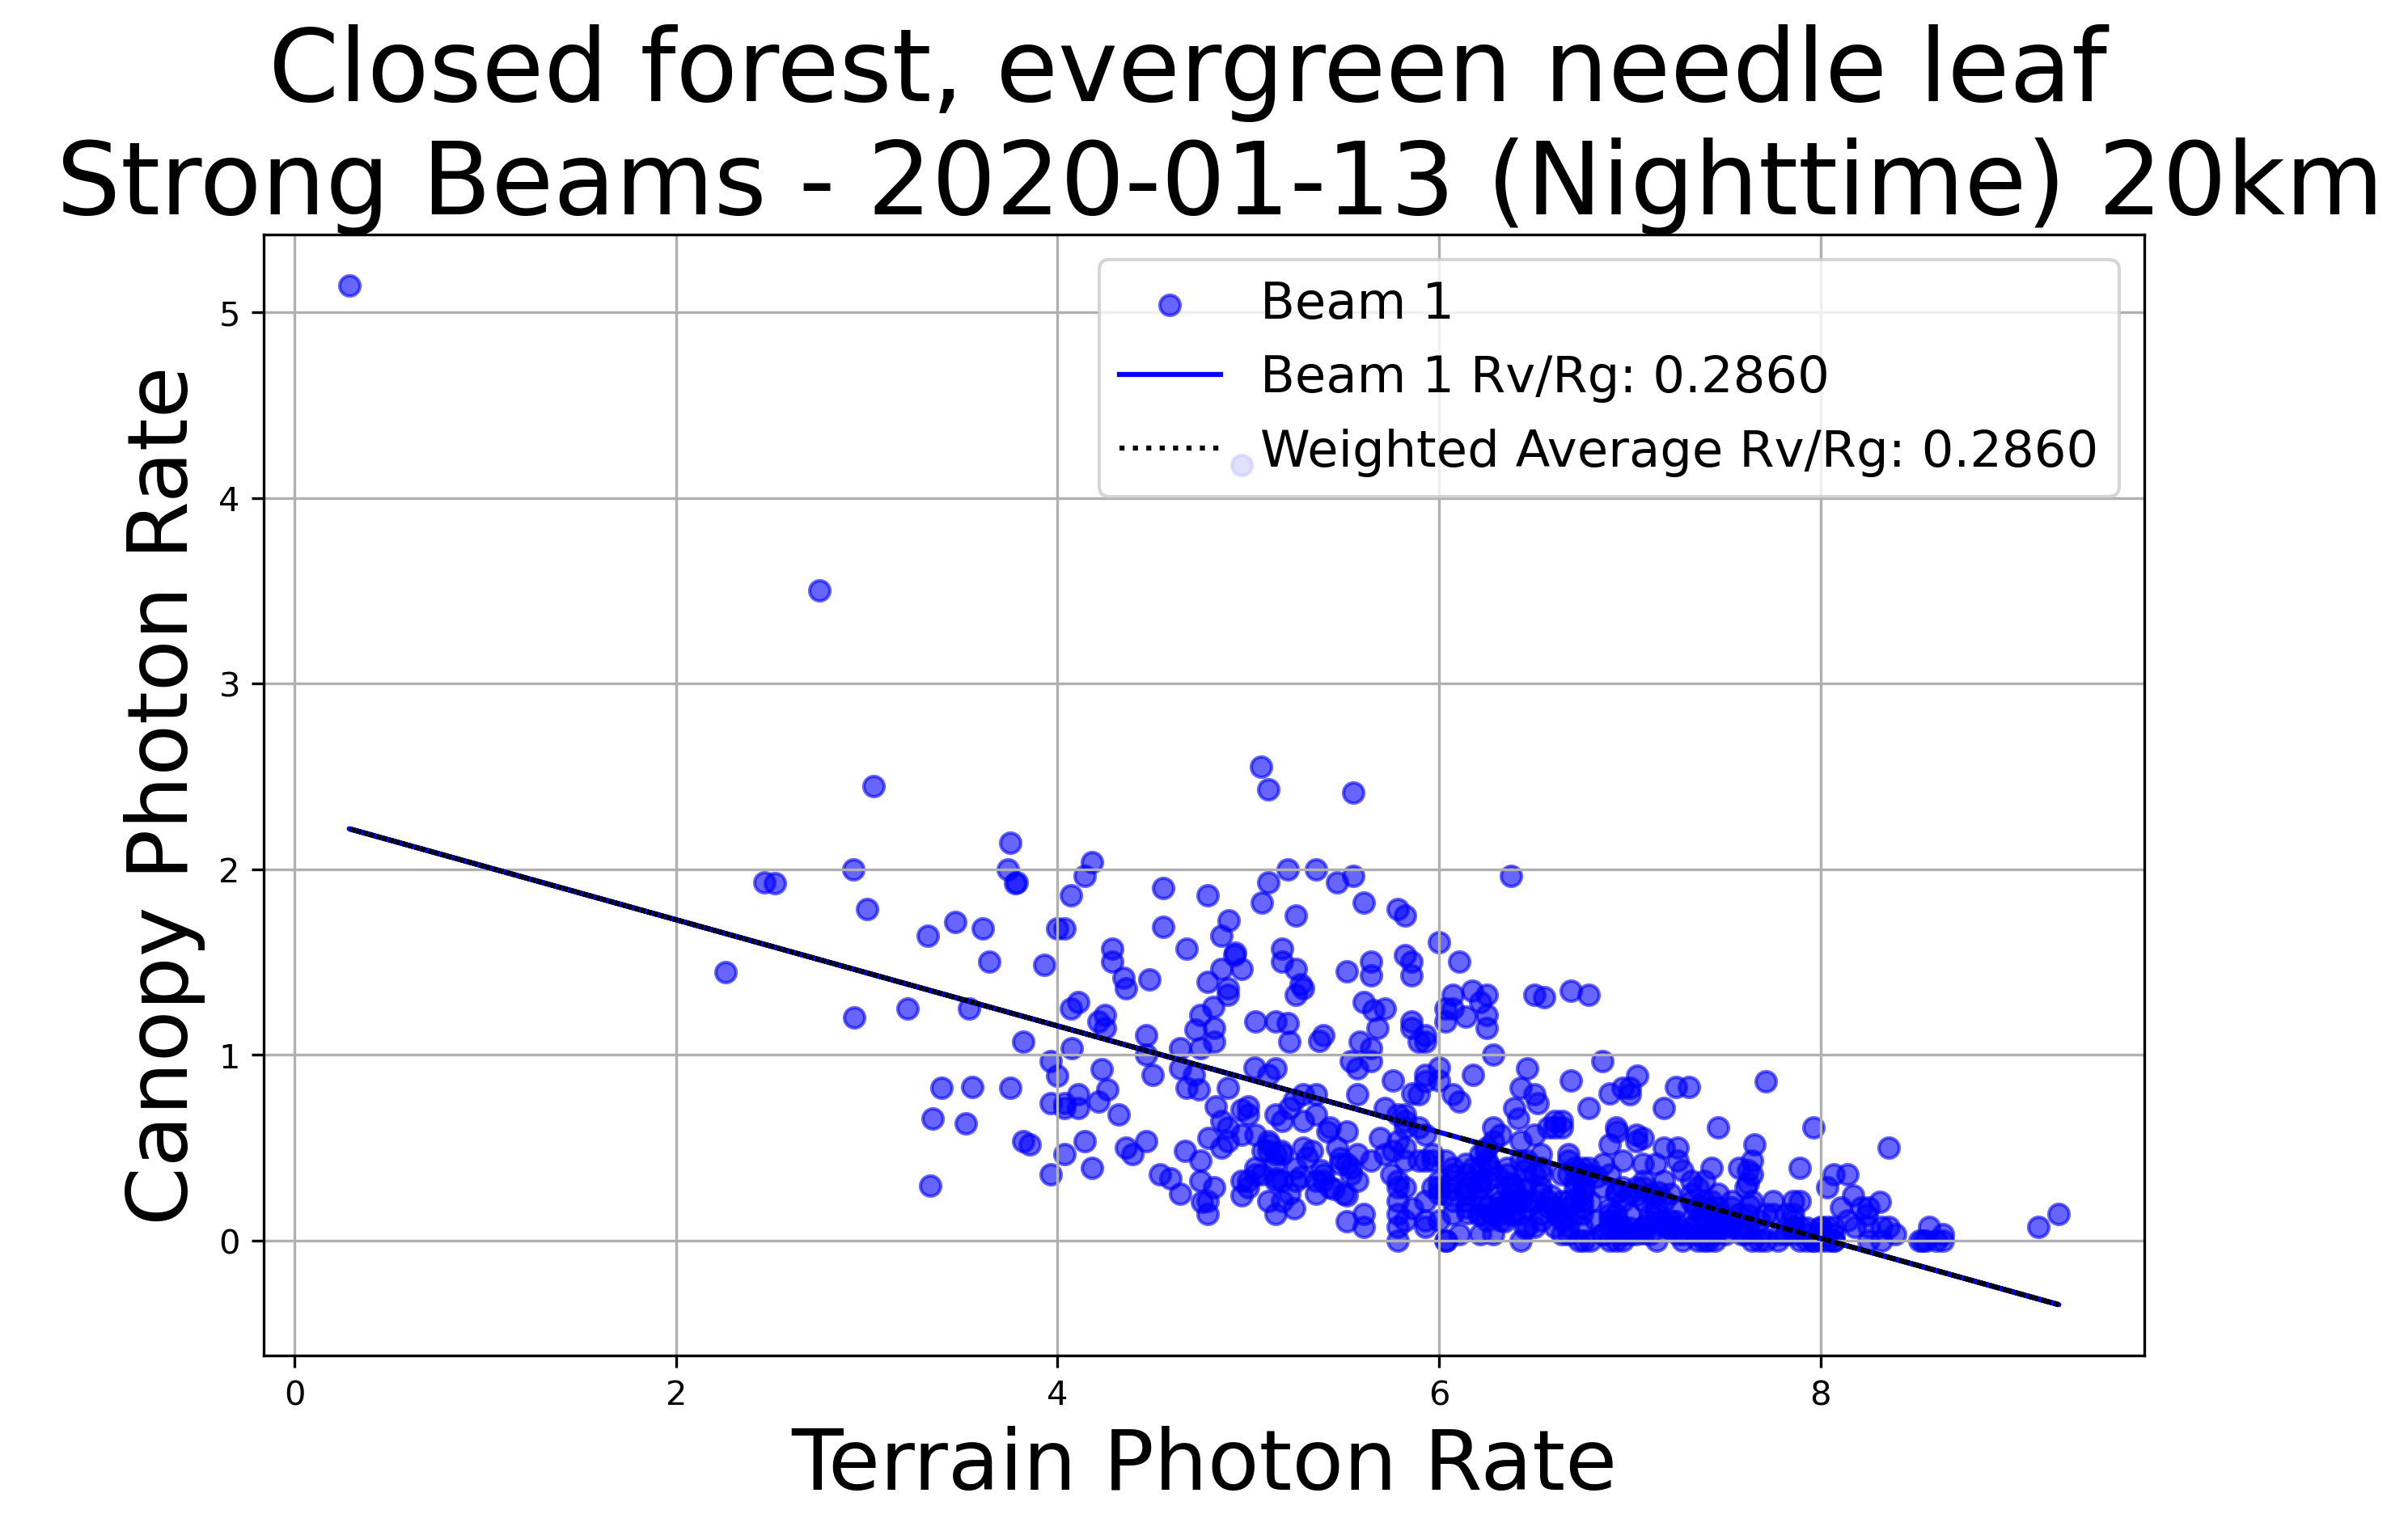 Closed forest, evergreen needle leaf
Strong Beams - 2020-01-13 (Nighttime) 20km
Beam 1
Beam 1 Rv/Rg: 0.2860
Weighted Average Rv/Rg: 0.2860
Canopy Photon Rate
5
4
3
2
1
0
0 2 4 6 8
Terrain Photon Rate